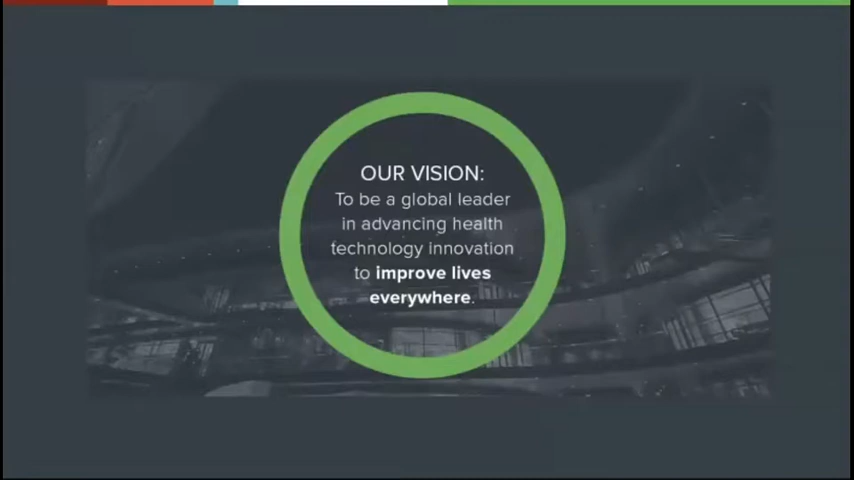 OUR VISION:
To be a global leader
in advancing health
technology innovation
to improve lives
everywhere.